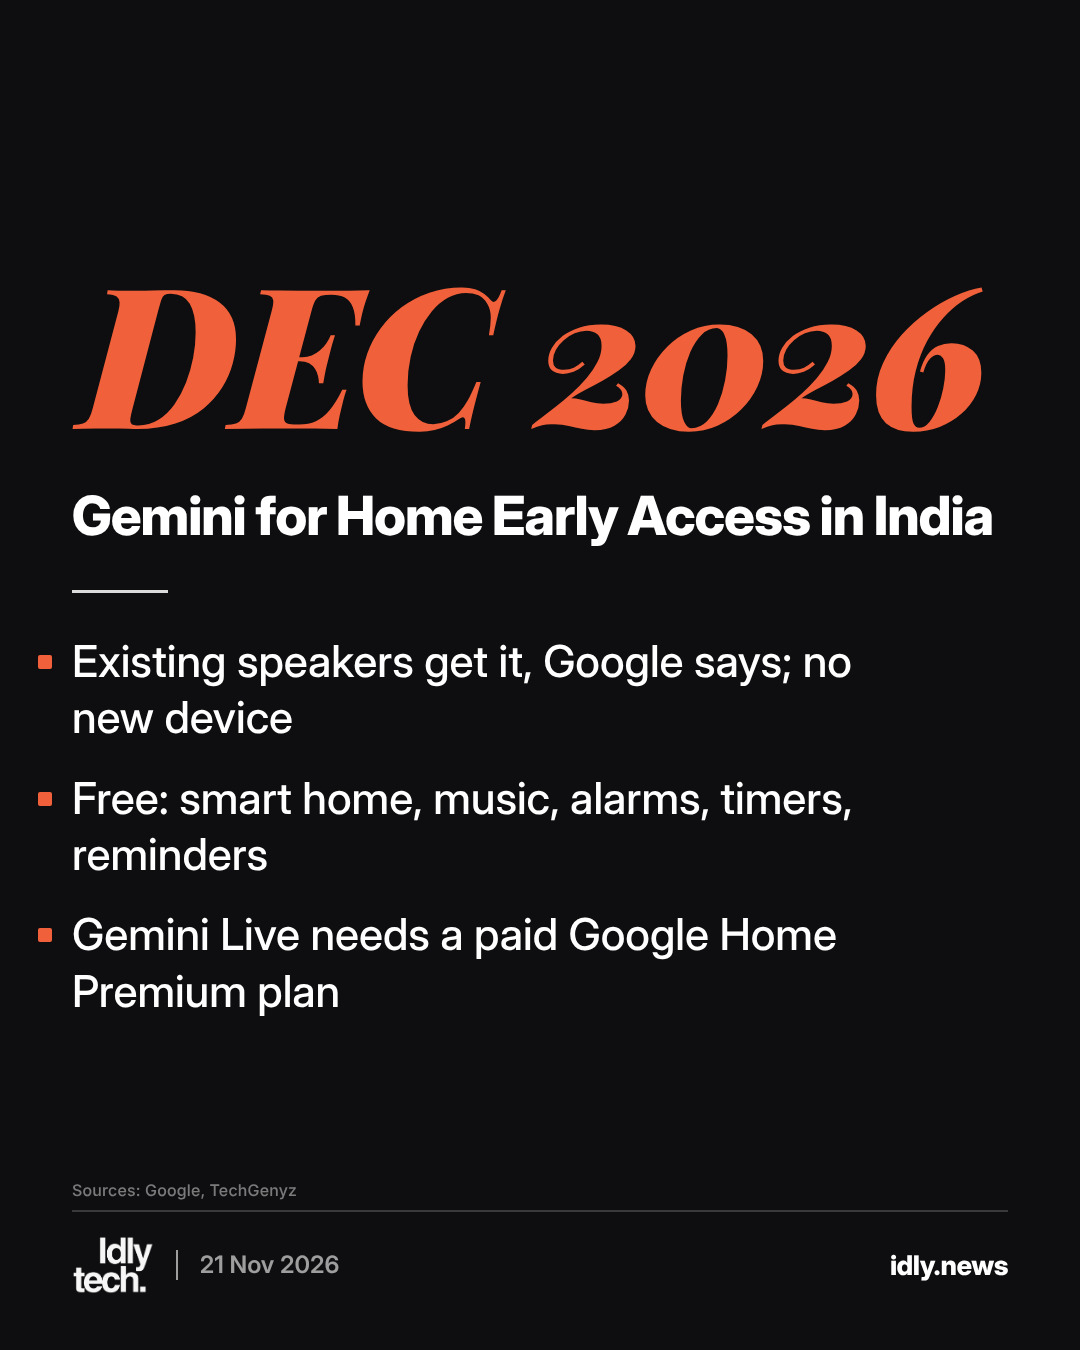 DEC 2026
Gemini for Home Early Access in India
Existing speakers get it, Google says; no
new device
Free: smart home, music, alarms, timers,
reminders
Gemini Live needs a paid Google Home
Premium plan
Sources: Google, TechGenyz
Idly
tech.
21 Nov 2026
idly.news